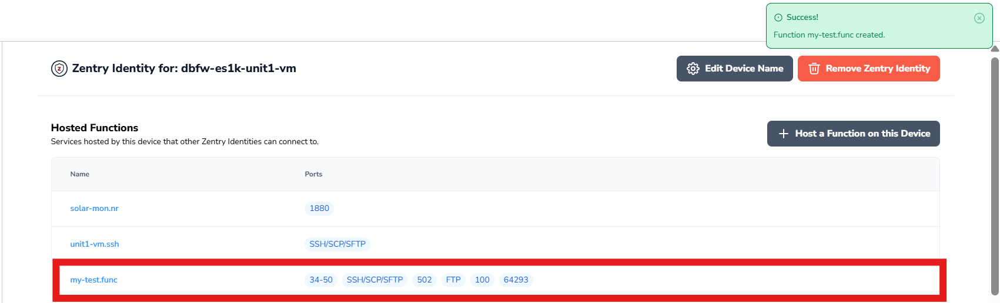 Success!
Function my-test.func created.
Z Zentry Identity for: dbfw-es1k-unit1-vm
Edit Device Name
Remove Zentry Identity
Hosted Functions
Services hosted by this device that other Zentry Identities can connect to.
Host a Function on this Device
Name Ports
solar-mon.nr 1880
unit1-vm.ssh SSH/SCP/SFTP
my-test.func 34-50 SSH/SCP/SFTP 502 FTP 100 64293